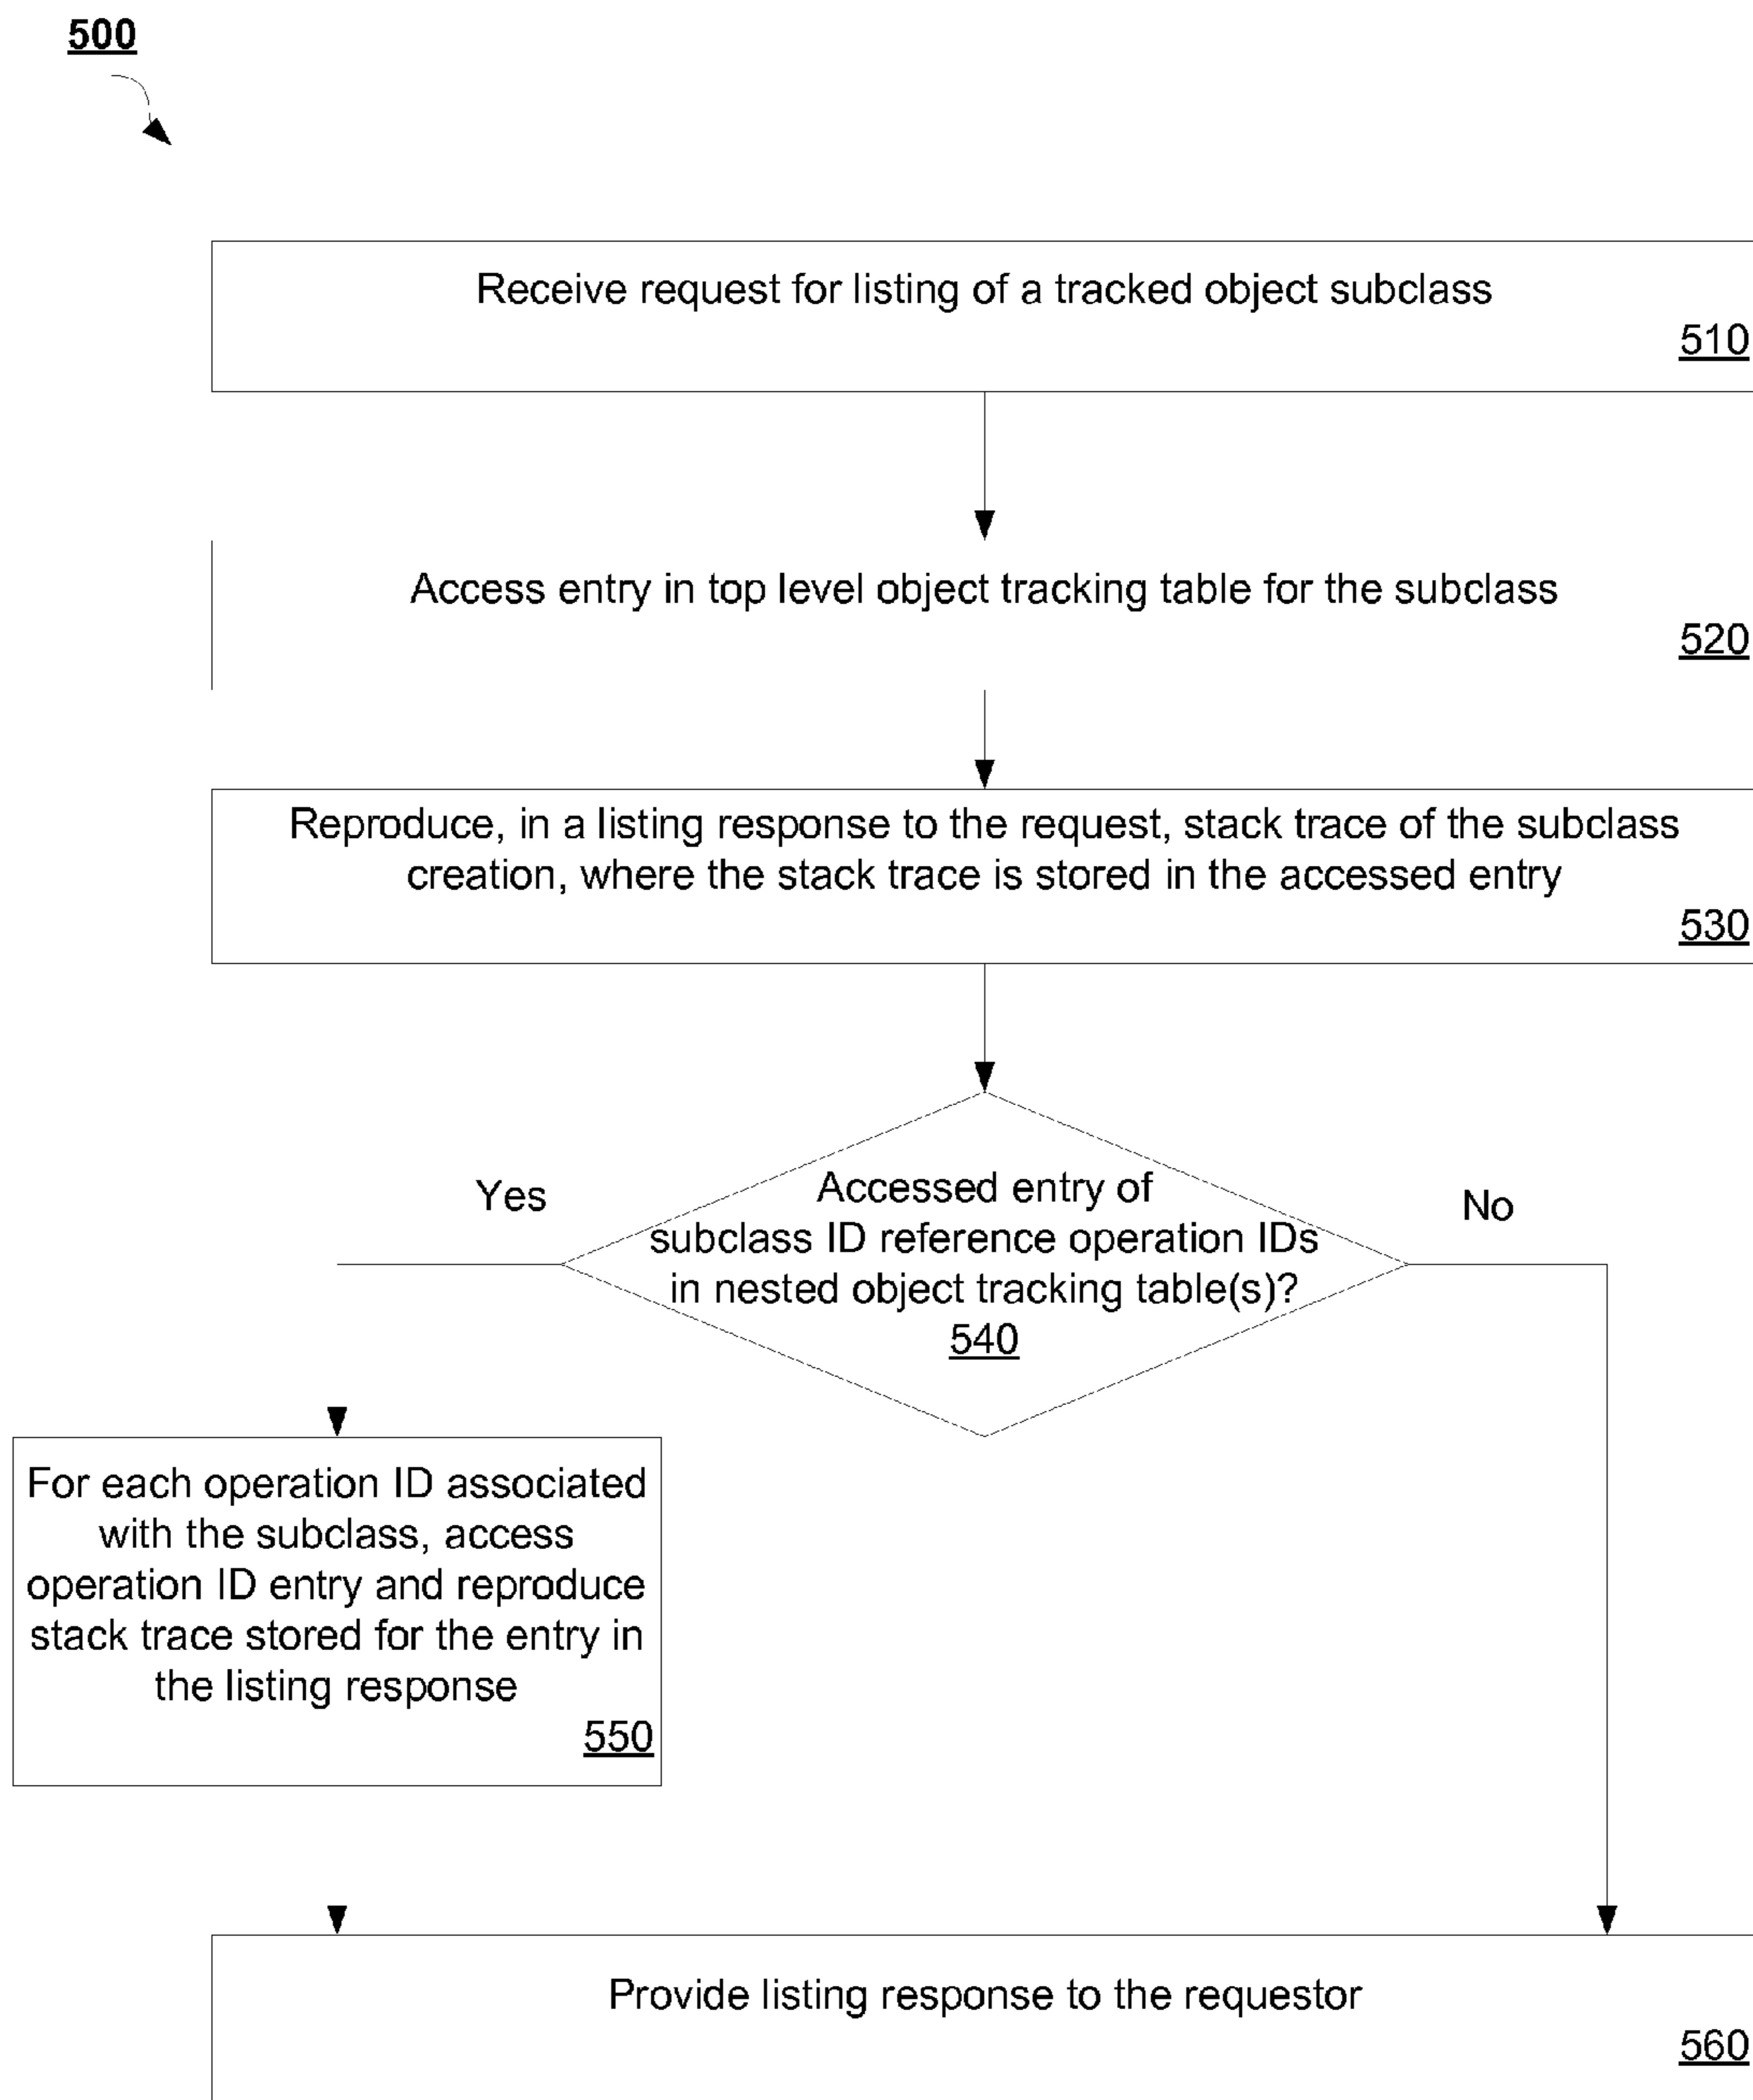 500
Receive request for listing of a tracked object subclass
510
Access entry in top level object tracking table for the subclass
520
Reproduce, in a listing response to the request, stack trace of the subclass
creation, where the stack trace is stored in the accessed entry
530
Yes
No
Accessed entry of
subclass ID reference operation IDs
in nested object tracking table(s)?
540
For each operation ID associated
with the subclass, access
operation ID entry and reproduce
stack trace stored for the entry in
the listing response
550
Provide listing response to the requestor
560